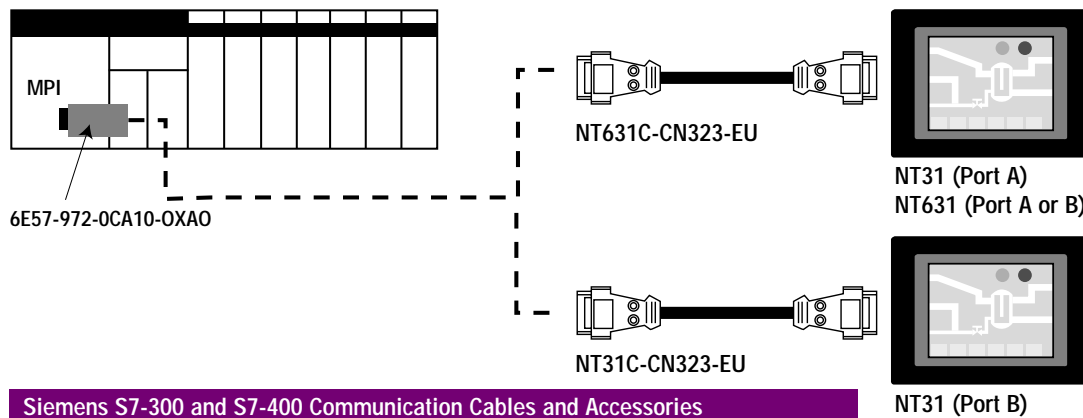 MPI
6E57-972-0CA10-OXAO
NT631C-CN323-EU
NT31 (Port A)
NT631 (Port A or B)
NT31C-CN323-EU
NT31 (Port B)
Siemens S7-300 and S7-400 Communication Cables and Accessories